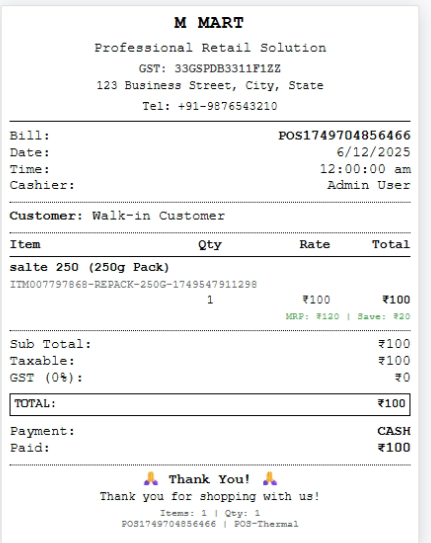 M MART
Professional Retail Solution
GST: 33GSPDB3311F1ZZ
123 Business Street, City, State
Tel: +91-9876543210
Bill: POS1749704856466
Date: 6/12/2025
Time: 12:00:00 am
Cashier: Admin User
Customer: Walk-in Customer
Item Qty Rate Total
salte 250 (250g Pack)
ITM007797868-REPACK-250G-1749547911298
1 ₹100 ₹100
MRP: ₹120 | Save: ₹20
Sub Total: ₹100
Taxable: ₹100
GST (0%): ₹0
TOTAL: ₹100
Payment: CASH
Paid: ₹100
🙏 Thank You! 🙏
Thank you for shopping with us!
Items: 1 | Qty: 1
POS1749704856466 | POS-Thermal